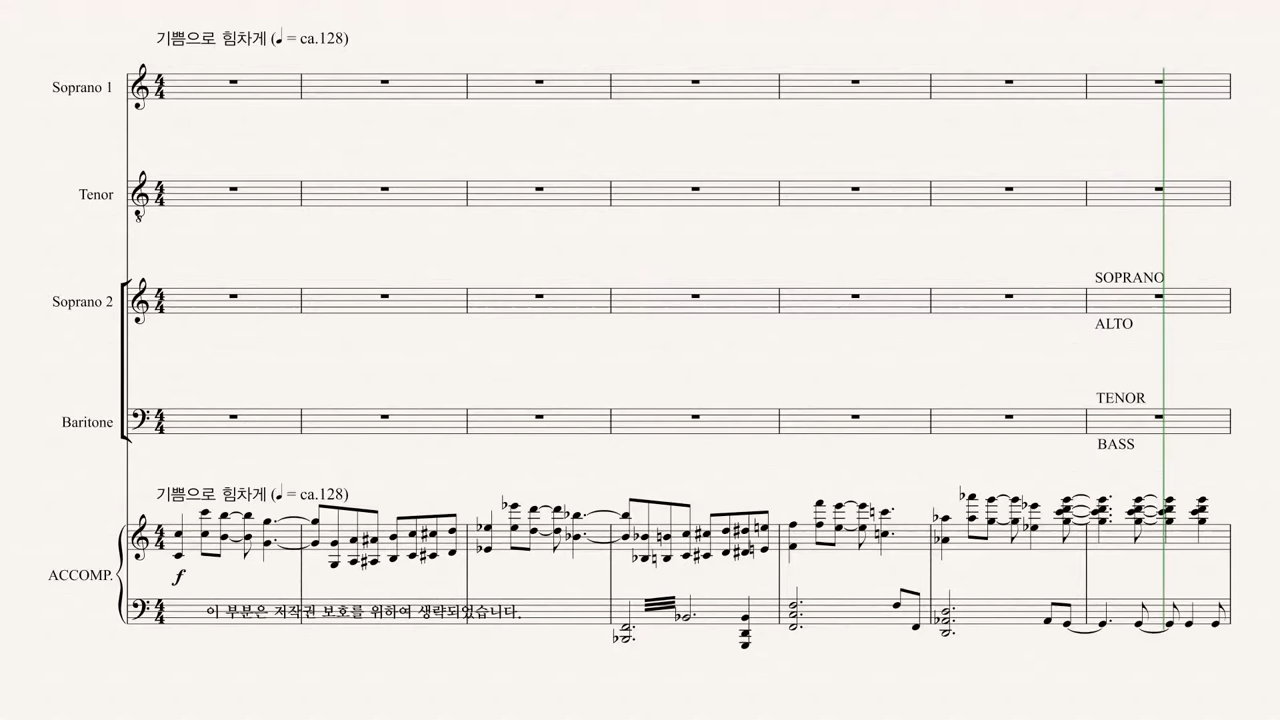 기쁨으로 힘차게 (♩ = ca.128)
Soprano 1
Tenor
SOPRANO
Soprano 2
ALTO
TENOR
Baritone
BASS
기쁨으로 힘차게 (♩ = ca.128)
ACCOMP.
f
이 부분은 저작권 보호를 위하여 생략되었습니다.